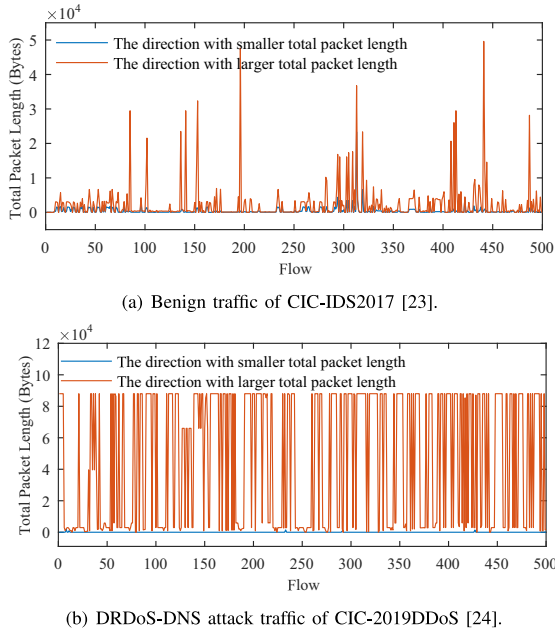 ×10⁴
The direction with smaller total packet length
The direction with larger total packet length
Total Packet Length (Bytes)
5
4
3
2
1
0
0 50 100 150 200 250 300 350 400 450 500
Flow
(a) Benign traffic of CIC-IDS2017 [23].
×10⁴
12
The direction with smaller total packet length
The direction with larger total packet length
Total Packet Length (Bytes)
10
8
6
4
2
0
0 50 100 150 200 250 300 350 400 450 500
Flow
(b) DRDoS-DNS attack traffic of CIC-2019DDoS [24].